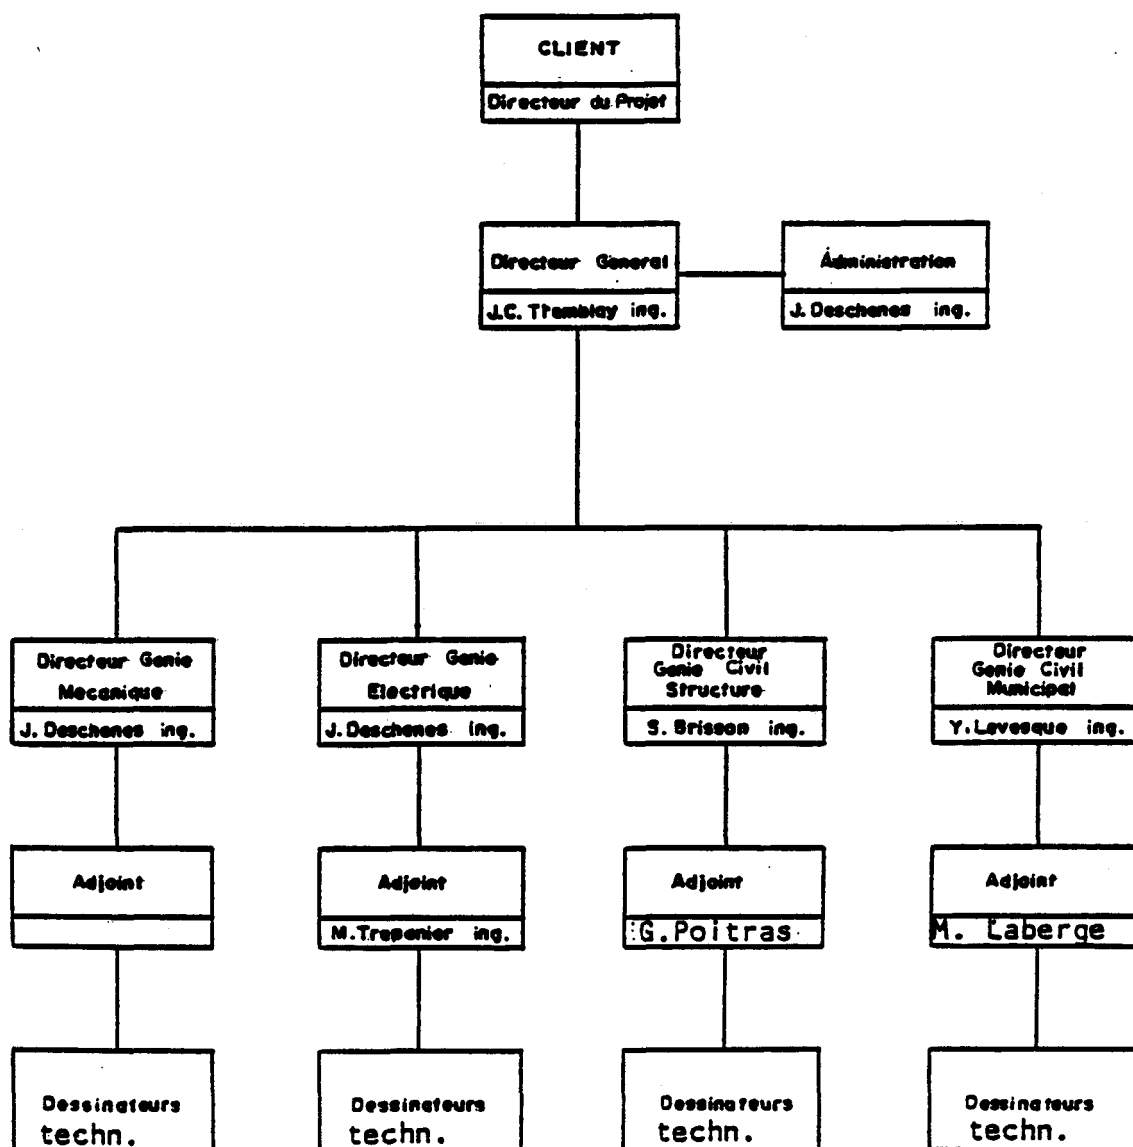 CLIENT
Directeur du Projet
Directeur General
J.C. Tremblay ing.
Administration
J. Deschenes ing.
Directeur Genie
Mecanique
J. Deschenes ing.
Directeur Genie
Electrique
J. Deschenes ing.
Directeur
Genie Civil
Structure
S. Brisson ing.
Directeur
Genie Civil
Municipal
Y. Levesque ing.
Adjoint
Adjoint
M. Trepanier ing.
Adjoint
G. Poitras
Adjoint
M. Laberge
Dessinateurs
techn.
Dessinateurs
techn.
Dessinateurs
techn.
Dessinateurs
techn.